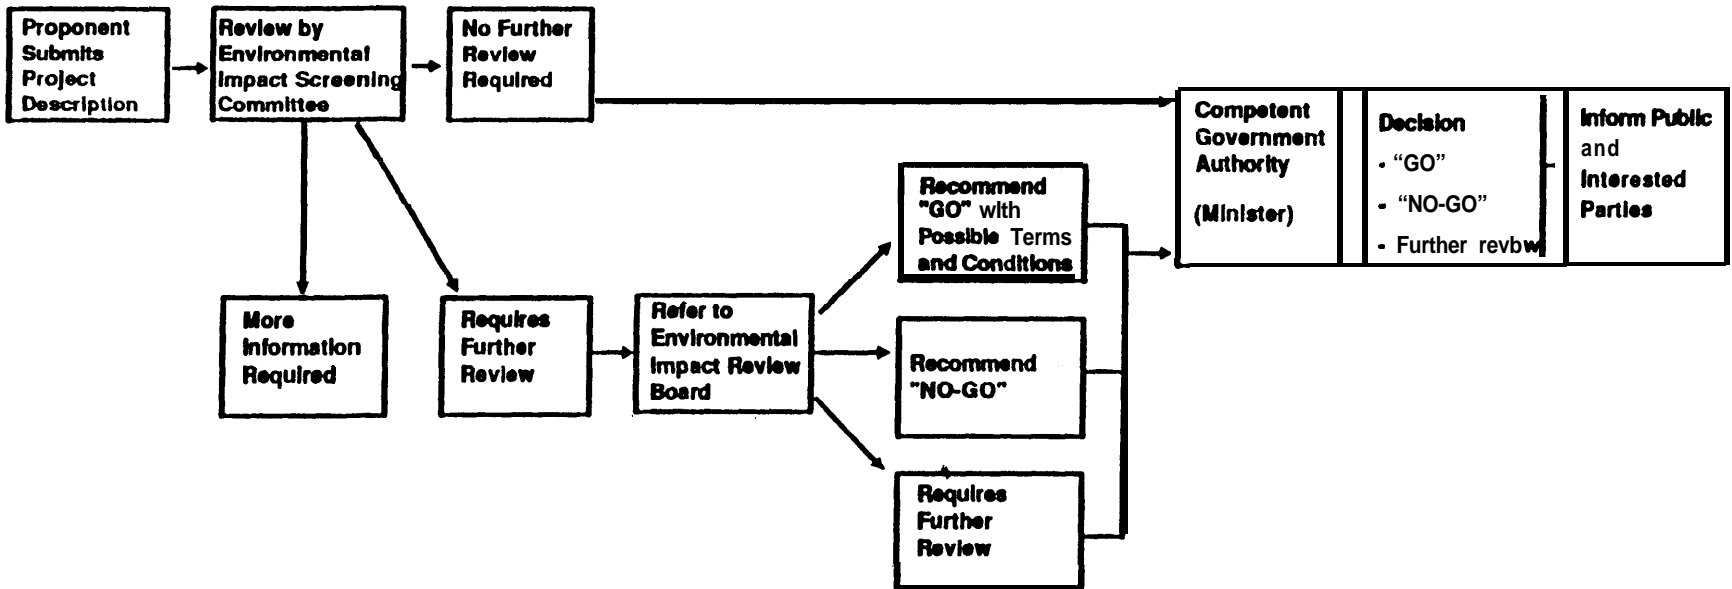 Proponent
Submits
Project
Description
Review by
Environmental
Impact Screening
Committee
No Further
Review
Required
More
Information
Required
Requires
Further
Review
Refer to
Environmental
Impact Review
Board
Recommend
"GO" with
Possible Terms
and Conditions
Recommend
"NO-GO"
Requires
Further
Review
Competent
Government
Authority
(Minister)
Decision
- “GO”
- “NO-GO”
- Further revbw
Inform Public
and
Interested
Parties